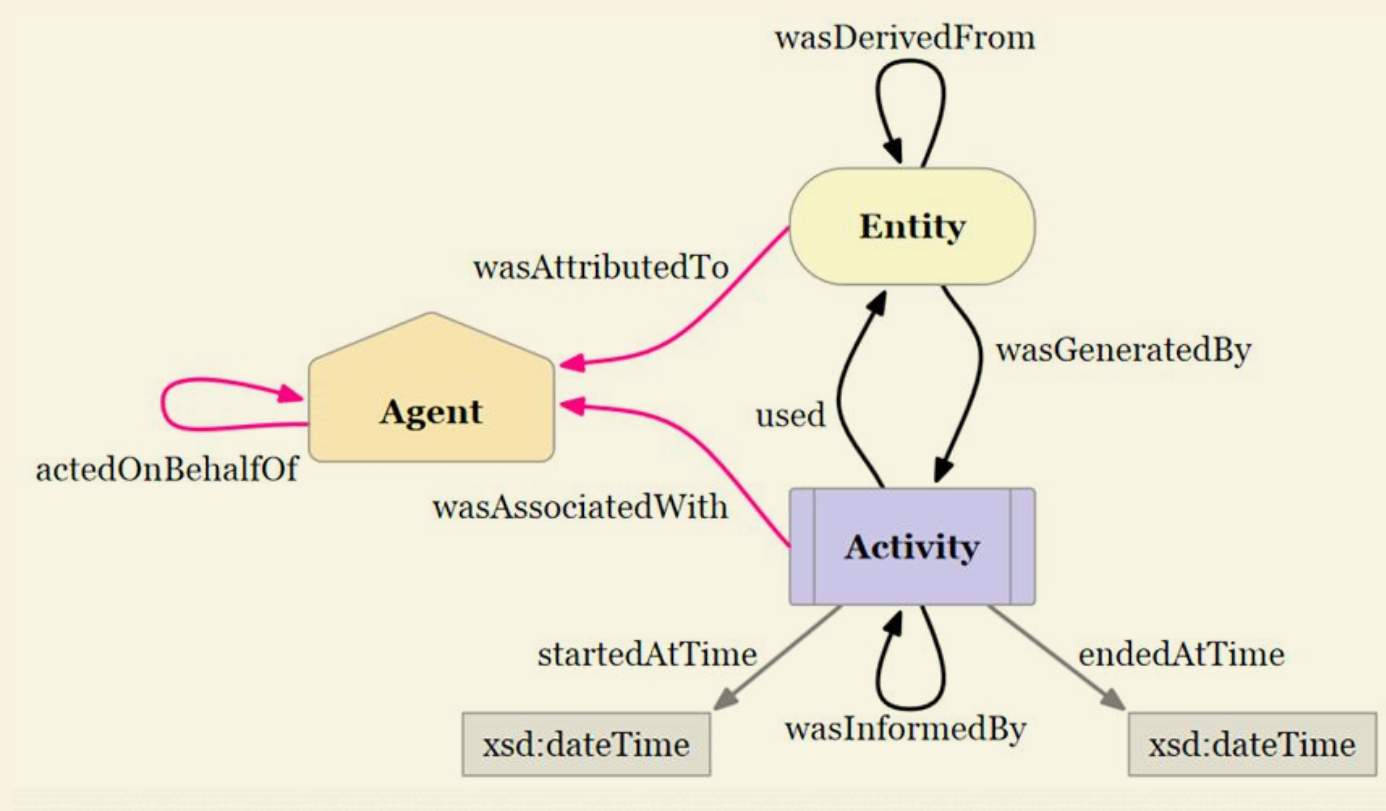 wasDerivedFrom
Entity
wasAttributedTo
wasGeneratedBy
Agent
used
actedOnBehalfOf
wasAssociatedWith
Activity
startedAtTime
endedAtTime
wasInformedBy
xsd:dateTime
xsd:dateTime